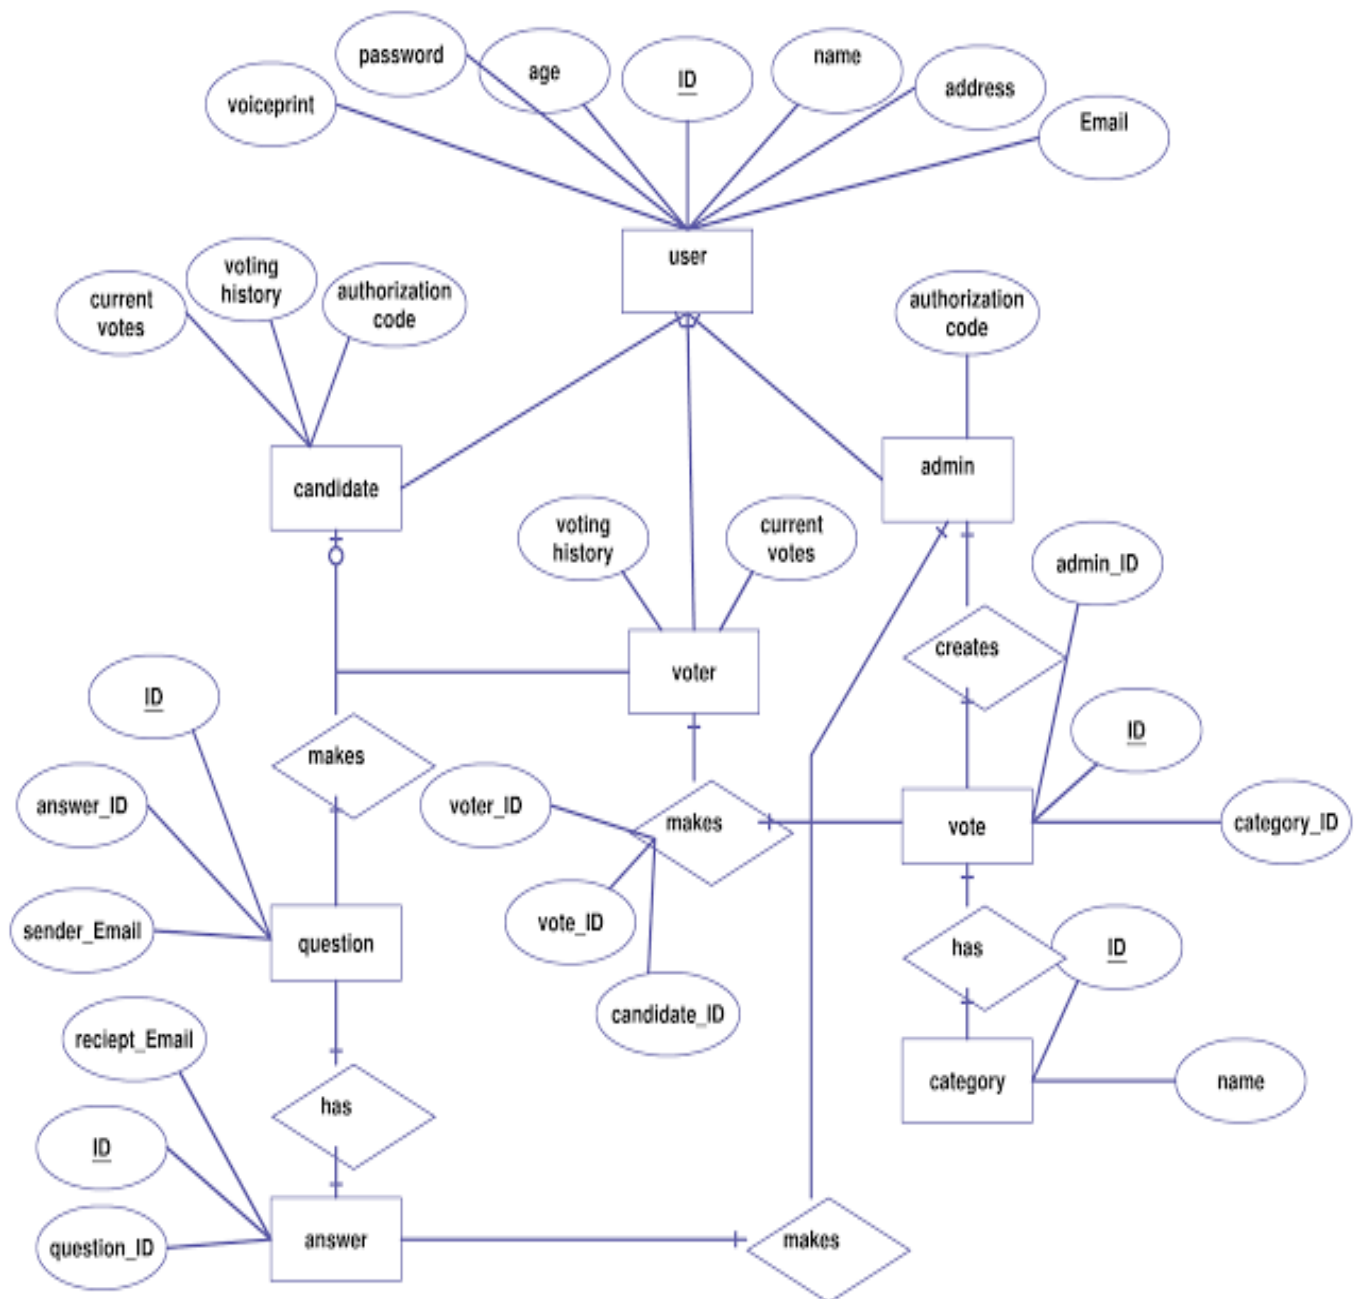 password
age
ID
name
address
voiceprint
Email
user
voting
history
authorization
code
current
votes
authorization
code
candidate
admin
voting
history
current
votes
admin_ID
creates
voter
ID
makes
ID
answer_ID
voter_ID
makes
vote
category_ID
sender_Email
question
vote_ID
has
ID
candidate_ID
reciept_Email
category
name
has
ID
question_ID
answer
makes